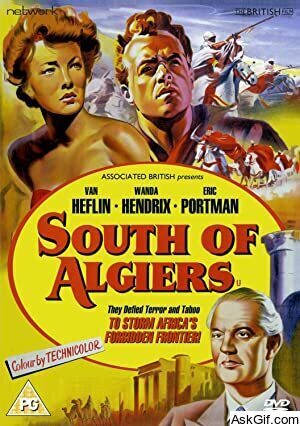 network
THE BRITISH FILM
ASSOCIATED BRITISH presents
VAN WANDA ERIC
HEFLIN · HENDRIX · PORTMAN
SOUTH OF
ALGIERS
U
They Defied Terror and Taboo
TO STORM AFRICA'S
FORBIDDEN FRONTIER!
Colour by TECHNICOLOR
PG
DVD
AskGif.com